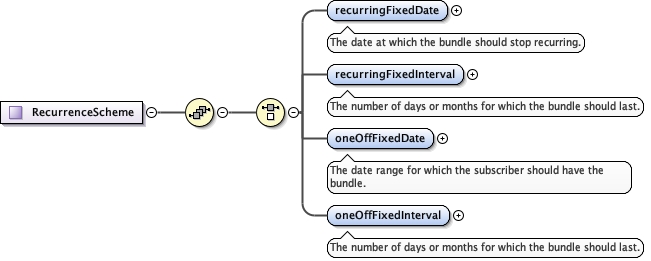 recurringFixedDate
The date at which the bundle should stop recurring.
recurringFixedInterval
The number of days or months for which the bundle should last.
RecurrenceScheme
oneOffFixedDate
The date range for which the subscriber should have the
bundle.
oneOffFixedInterval
The number of days or months for which the bundle should last.